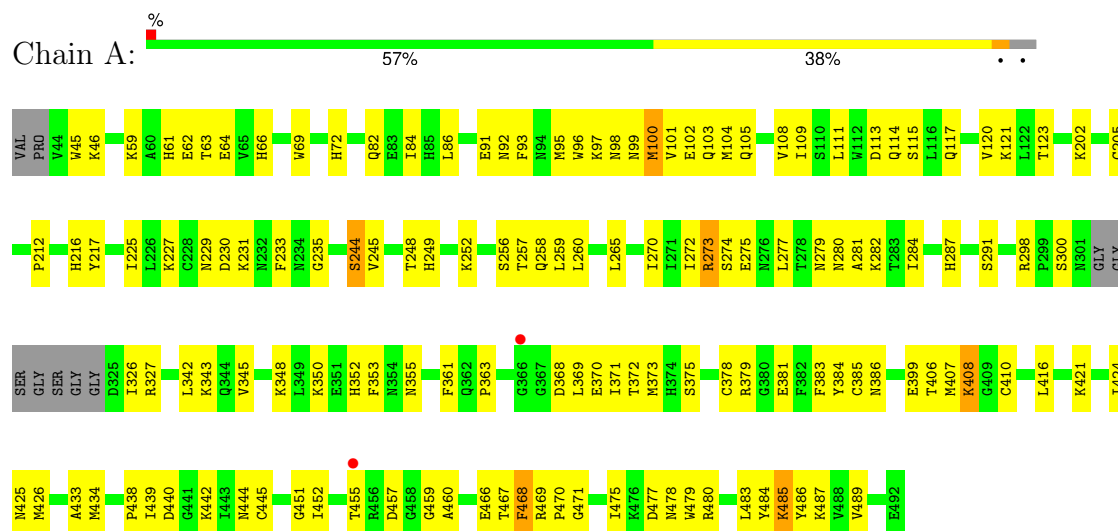 %
Chain A:
57% 38% • •
VAL PRO V44 W45 K46 K59 A60 H61 E62 T63 E64 V65 H66 W69 H72 Q82 E83 I84 H85 L86 E91 N92 F93 N94 M95 W96 K97 N98 N99 M100 V101 E102 Q103 M104 Q105 V108 I109 S110 L111 W112 D113 Q114 S115 L116 Q117 V120 K121 L122 T123 K202
P212 H216 Y217 I225 L226 K227 C228 N229 D230 K231 N232 F233 N234 G235 S244 V245 T248 H249 K252 S256 T257 Q258 L259 L260 L265 I270 I271 I272 R273 S274 E275 N276 L277 T278 N279 N280 A281 K282 T283 I284 H287 S291 R298 P299 S300 N301 GLY
SER GLY SER GLY GLY D325 I326 R327 L342 K343 Q344 V345 K348 L349 K350 E351 H352 F353 N354 N355 F361 Q362 P363 G366 G367 D368 L369 E370 I371 T372 M373 H374 S375 C378 R379 G380 E381 F382 F383 Y384 C385 N386 E399 T406 M407 K408 G409 C410 L416 K421
N425 M426 A433 M434 P438 I439 D440 G441 K442 I443 N444 C445 G451 I452 T455 R456 D457 C458 G459 A460 E466 T467 F468 R469 P470 G471 I475 K476 D477 N478 W479 R480 L483 Y484 K485 Y486 K487 V488 V489 E492